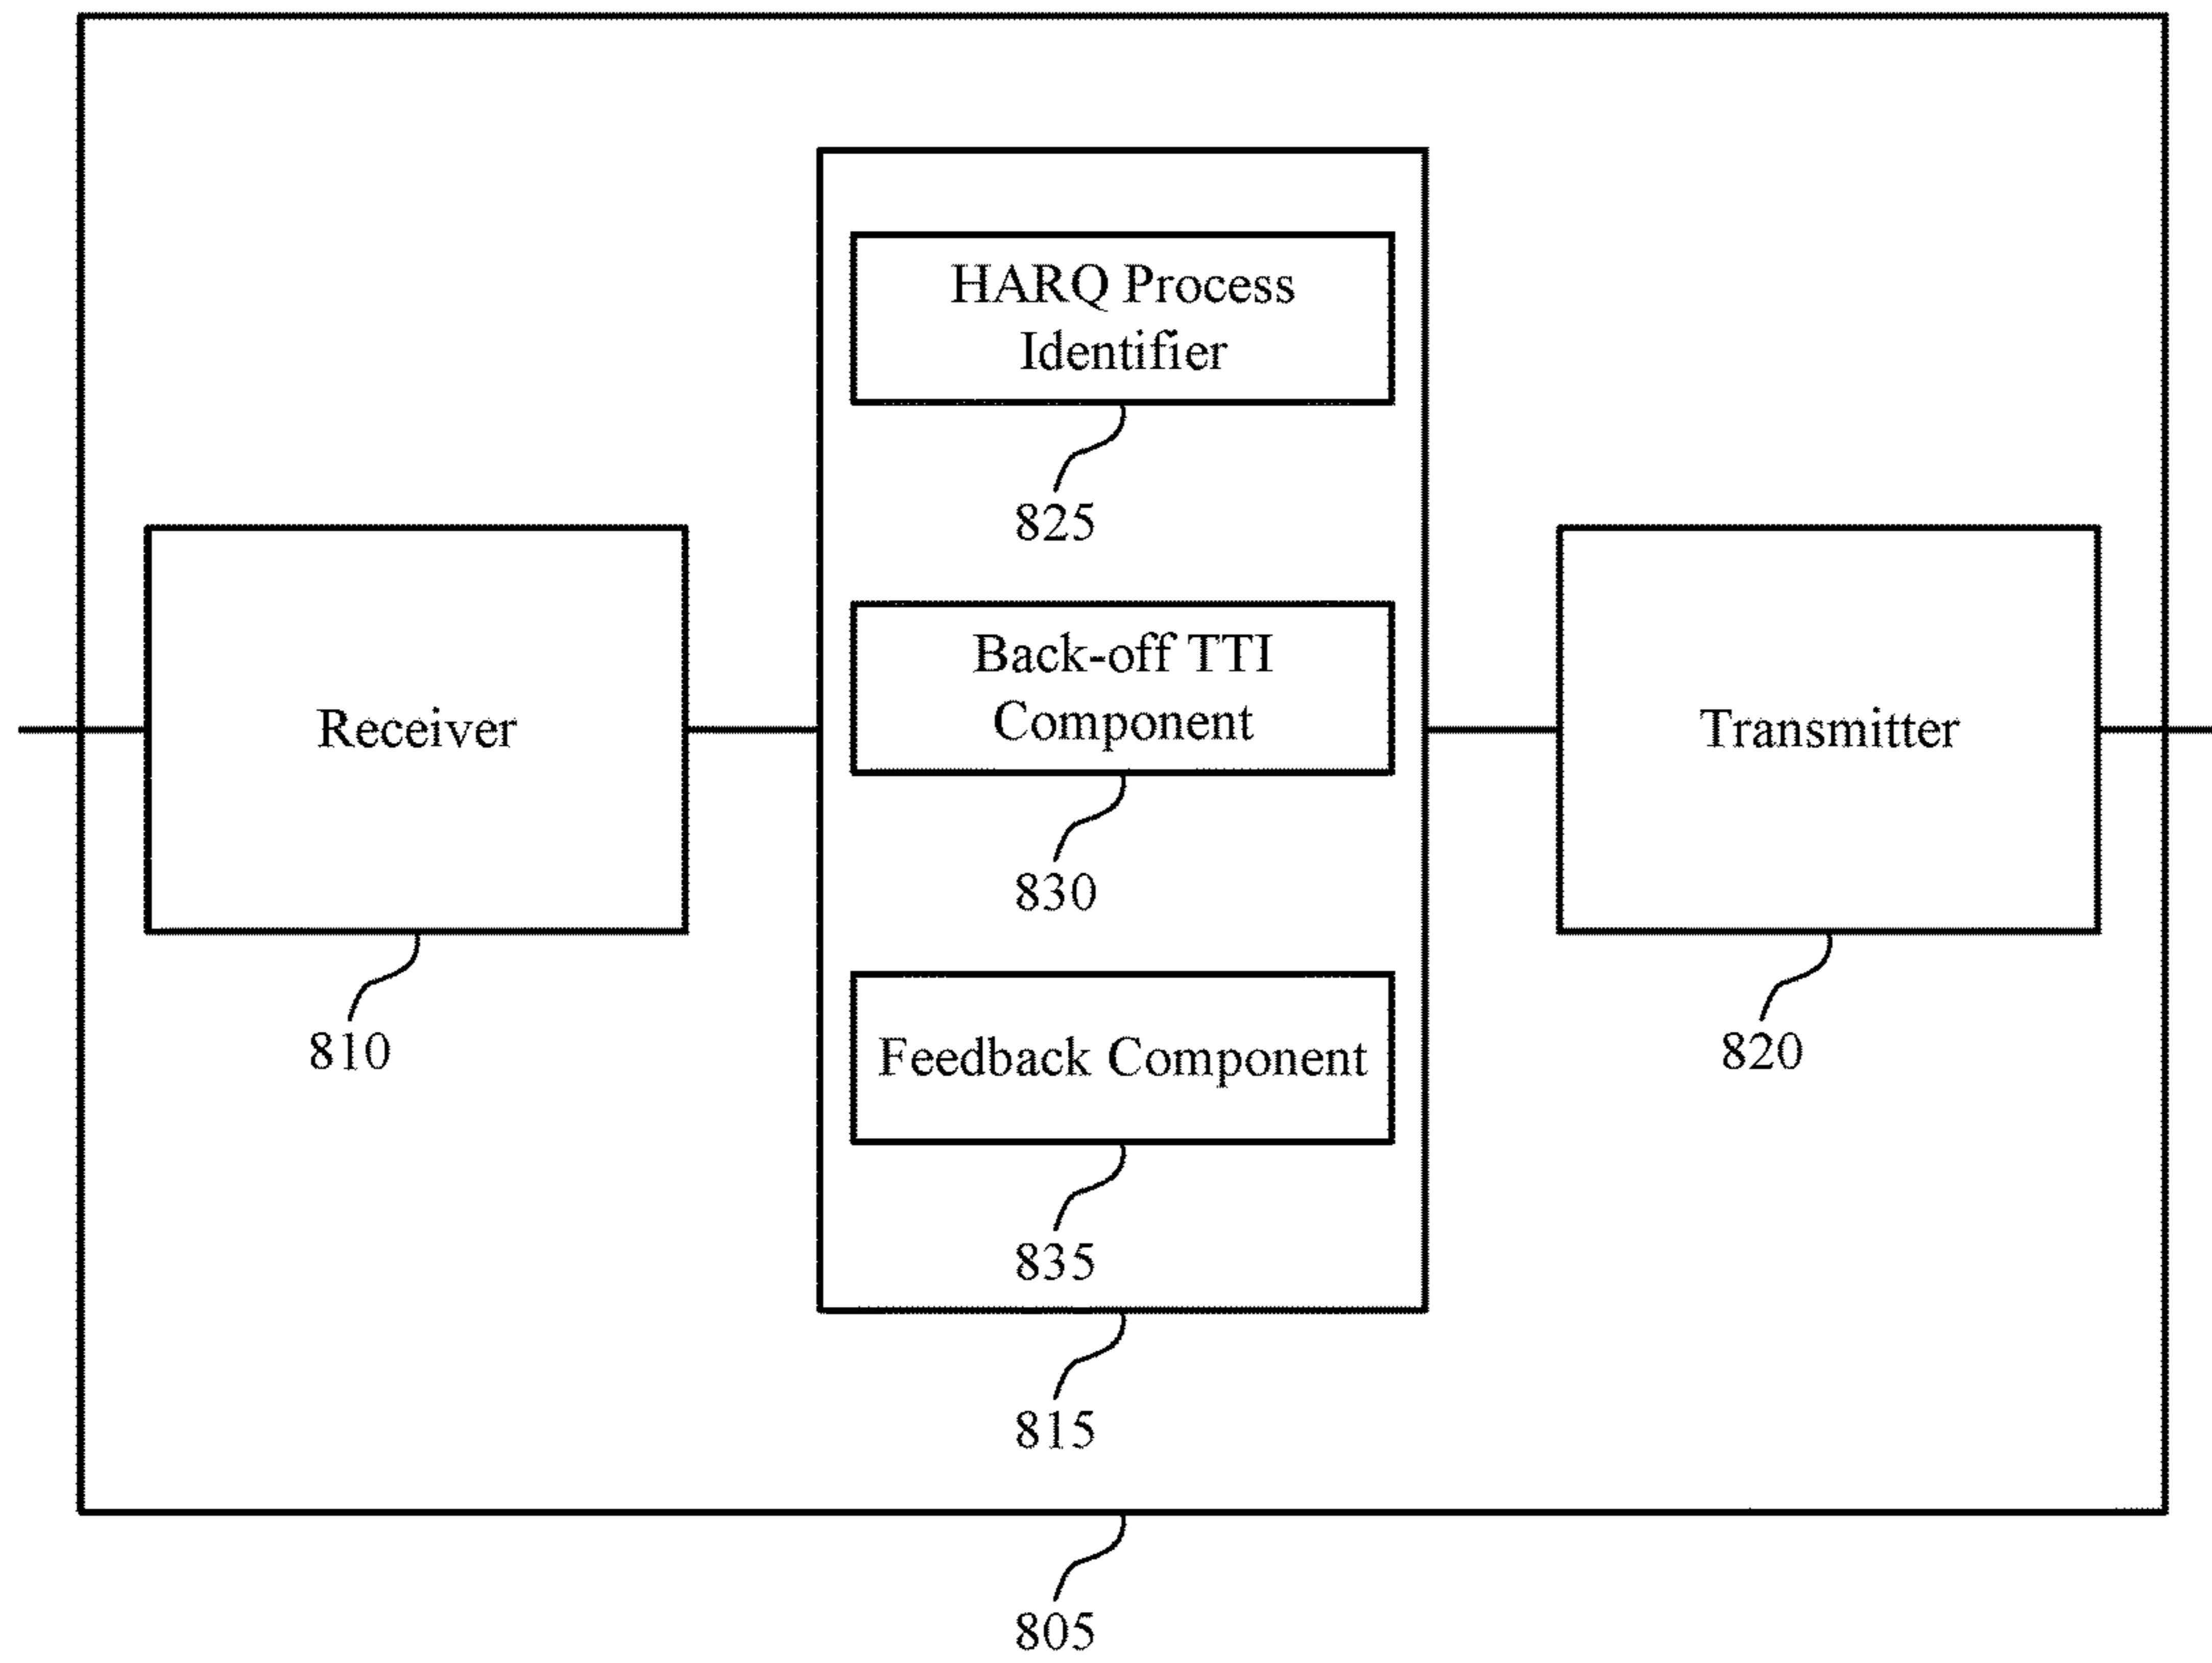 HARQ Process
Identifier
825
Back-off TTI
Component
830
Receiver
810
Feedback Component
835
Transmitter
820
815
805